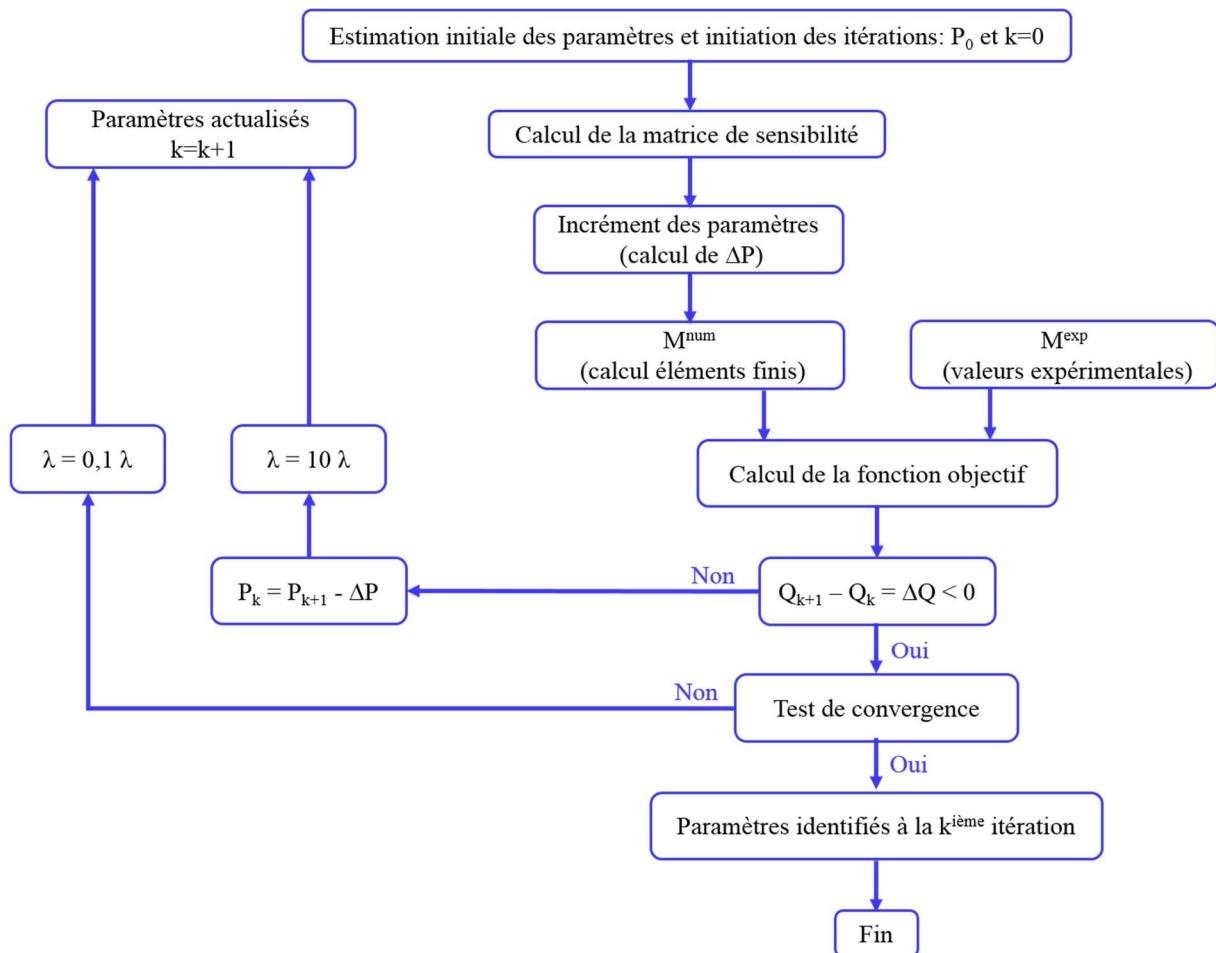 Estimation initiale des paramètres et initiation des itérations: P₀ et k=0
Paramètres actualisés
k=k+1
Calcul de la matrice de sensibilité
Incrément des paramètres
(calcul de ΔP)
Mⁿᵘᵐ
(calcul éléments finis)
Mᵉˣᵖ
(valeurs expérimentales)
λ = 0,1 λ
λ = 10 λ
Calcul de la fonction objectif
Non
Pₖ = Pₖ₊₁ - ΔP
Qₖ₊₁ – Qₖ = ΔQ < 0
Oui
Non
Test de convergence
Oui
Paramètres identifiés à la kⁱᵉ̀ᵐᵉ itération
Fin